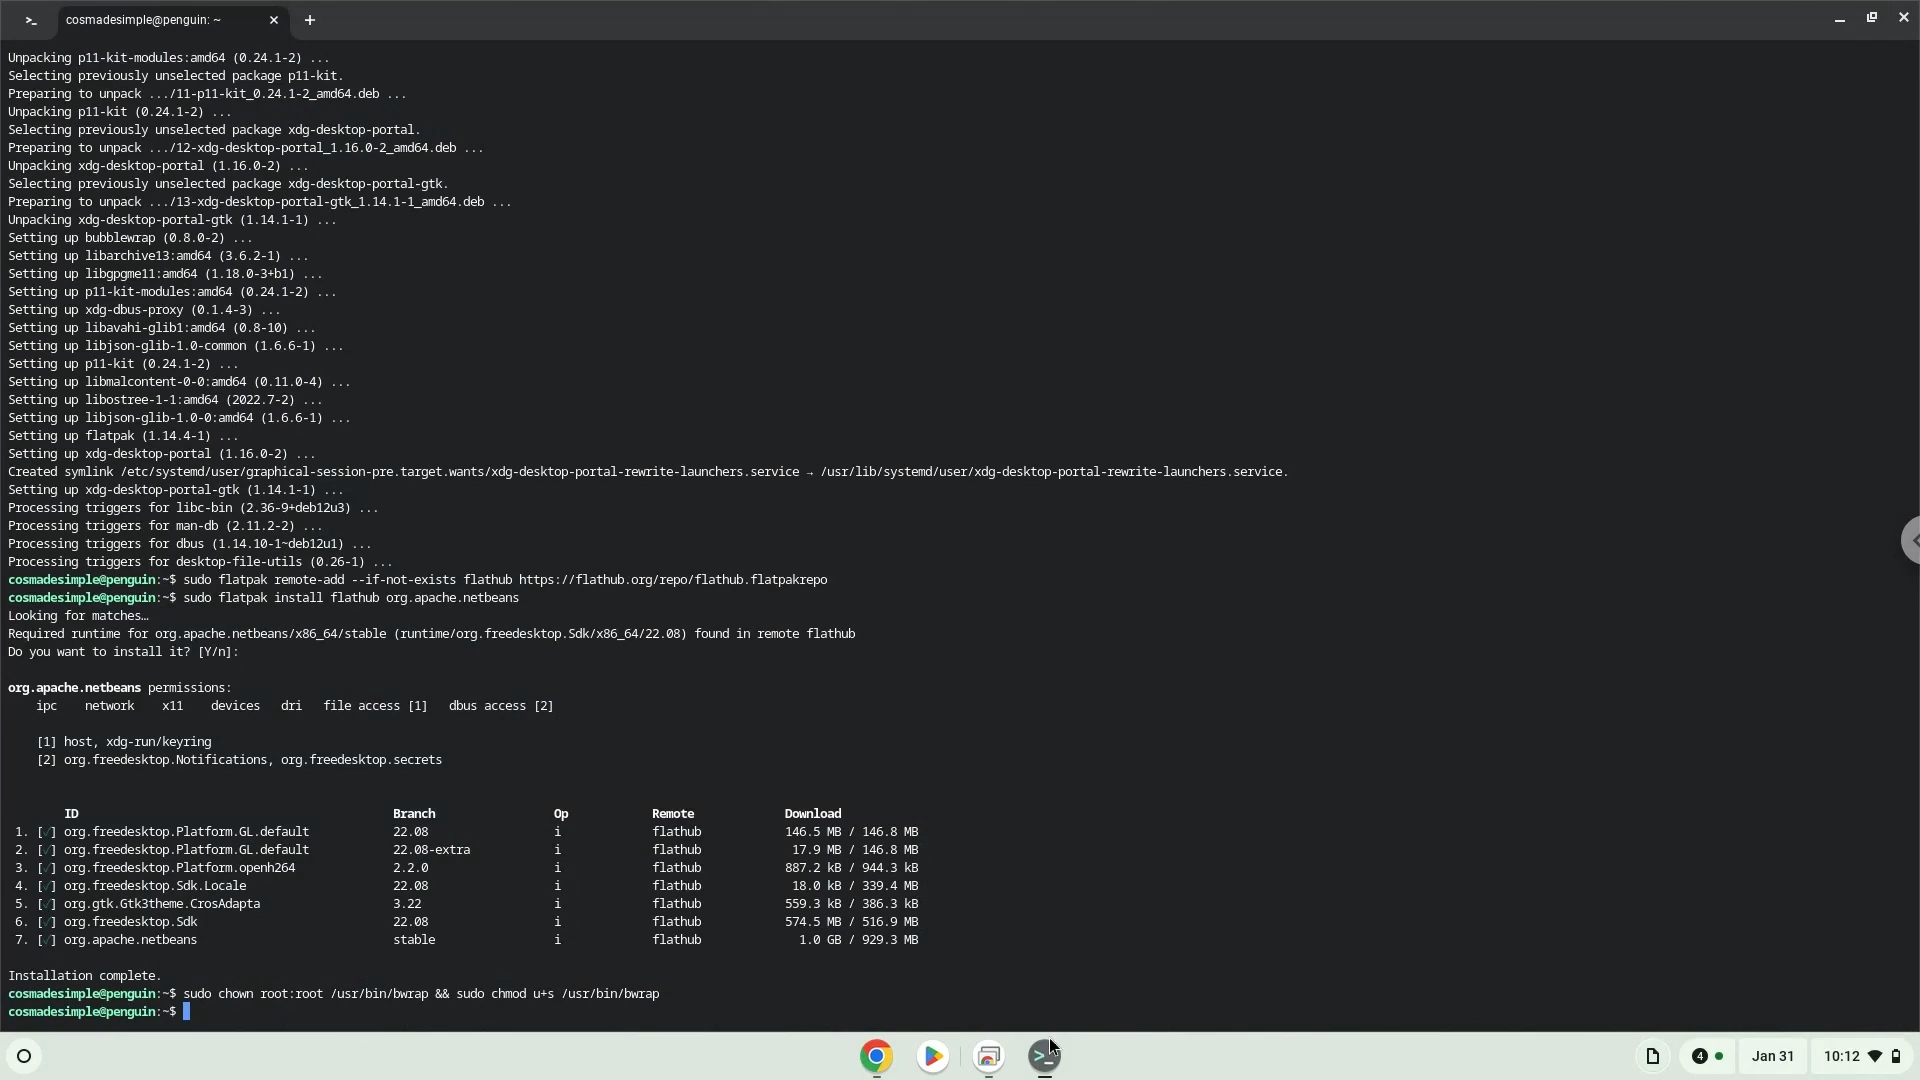 cosmadesimple@penguin: ~
Unpacking p11-kit-modules:amd64 (0.24.1-2) ...
Selecting previously unselected package p11-kit.
Preparing to unpack .../11-p11-kit_0.24.1-2_amd64.deb ...
Unpacking p11-kit (0.24.1-2) ...
Selecting previously unselected package xdg-desktop-portal.
Preparing to unpack .../12-xdg-desktop-portal_1.16.0-2_amd64.deb ...
Unpacking xdg-desktop-portal (1.16.0-2) ...
Selecting previously unselected package xdg-desktop-portal-gtk.
Preparing to unpack .../13-xdg-desktop-portal-gtk_1.14.1-1_amd64.deb ...
Unpacking xdg-desktop-portal-gtk (1.14.1-1) ...
Setting up bubblewrap (0.8.0-2) ...
Setting up libarchive13:amd64 (3.6.2-1) ...
Setting up libgpgme11:amd64 (1.18.0-3+b1) ...
Setting up p11-kit-modules:amd64 (0.24.1-2) ...
Setting up xdg-dbus-proxy (0.1.4-3) ...
Setting up libavahi-glib1:amd64 (0.8-10) ...
Setting up libjson-glib-1.0-common (1.6.6-1) ...
Setting up p11-kit (0.24.1-2) ...
Setting up libmalcontent-0-0:amd64 (0.11.0-4) ...
Setting up libostree-1-1:amd64 (2022.7-2) ...
Setting up libjson-glib-1.0-0:amd64 (1.6.6-1) ...
Setting up flatpak (1.14.4-1) ...
Setting up xdg-desktop-portal (1.16.0-2) ...
Created symlink /etc/systemd/user/graphical-session-pre.target.wants/xdg-desktop-portal-rewrite-launchers.service → /usr/lib/systemd/user/xdg-desktop-portal-rewrite-launchers.service.
Setting up xdg-desktop-portal-gtk (1.14.1-1) ...
Processing triggers for libc-bin (2.36-9+deb12u3) ...
Processing triggers for man-db (2.11.2-2) ...
Processing triggers for dbus (1.14.10-1~deb12u1) ...
Processing triggers for desktop-file-utils (0.26-1) ...
cosmadesimple@penguin:~$ sudo flatpak remote-add --if-not-exists flathub https://flathub.org/repo/flathub.flatpakrepo
cosmadesimple@penguin:~$ sudo flatpak install flathub org.apache.netbeans
Looking for matches…
Required runtime for org.apache.netbeans/x86_64/stable (runtime/org.freedesktop.Sdk/x86_64/22.08) found in remote flathub
Do you want to install it? [Y/n]:
org.apache.netbeans permissions:
ipc network x11 devices dri file access [1] dbus access [2]
[1] host, xdg-run/keyring
[2] org.freedesktop.Notifications, org.freedesktop.secrets
ID Branch Op Remote Download
1. [✓] org.freedesktop.Platform.GL.default 22.08 i flathub 146.5 MB / 146.8 MB
2. [✓] org.freedesktop.Platform.GL.default 22.08-extra i flathub 17.9 MB / 146.8 MB
3. [✓] org.freedesktop.Platform.openh264 2.2.0 i flathub 887.2 kB / 944.3 kB
4. [✓] org.freedesktop.Sdk.Locale 22.08 i flathub 18.0 kB / 339.4 MB
5. [✓] org.gtk.Gtk3theme.CrosAdapta 3.22 i flathub 559.3 kB / 386.3 kB
6. [✓] org.freedesktop.Sdk 22.08 i flathub 574.5 MB / 516.9 MB
7. [✓] org.apache.netbeans stable i flathub 1.0 GB / 929.3 MB
Installation complete.
cosmadesimple@penguin:~$ sudo chown root:root /usr/bin/bwrap && sudo chmod u+s /usr/bin/bwrap
cosmadesimple@penguin:~$
4 Jan 31 10:12